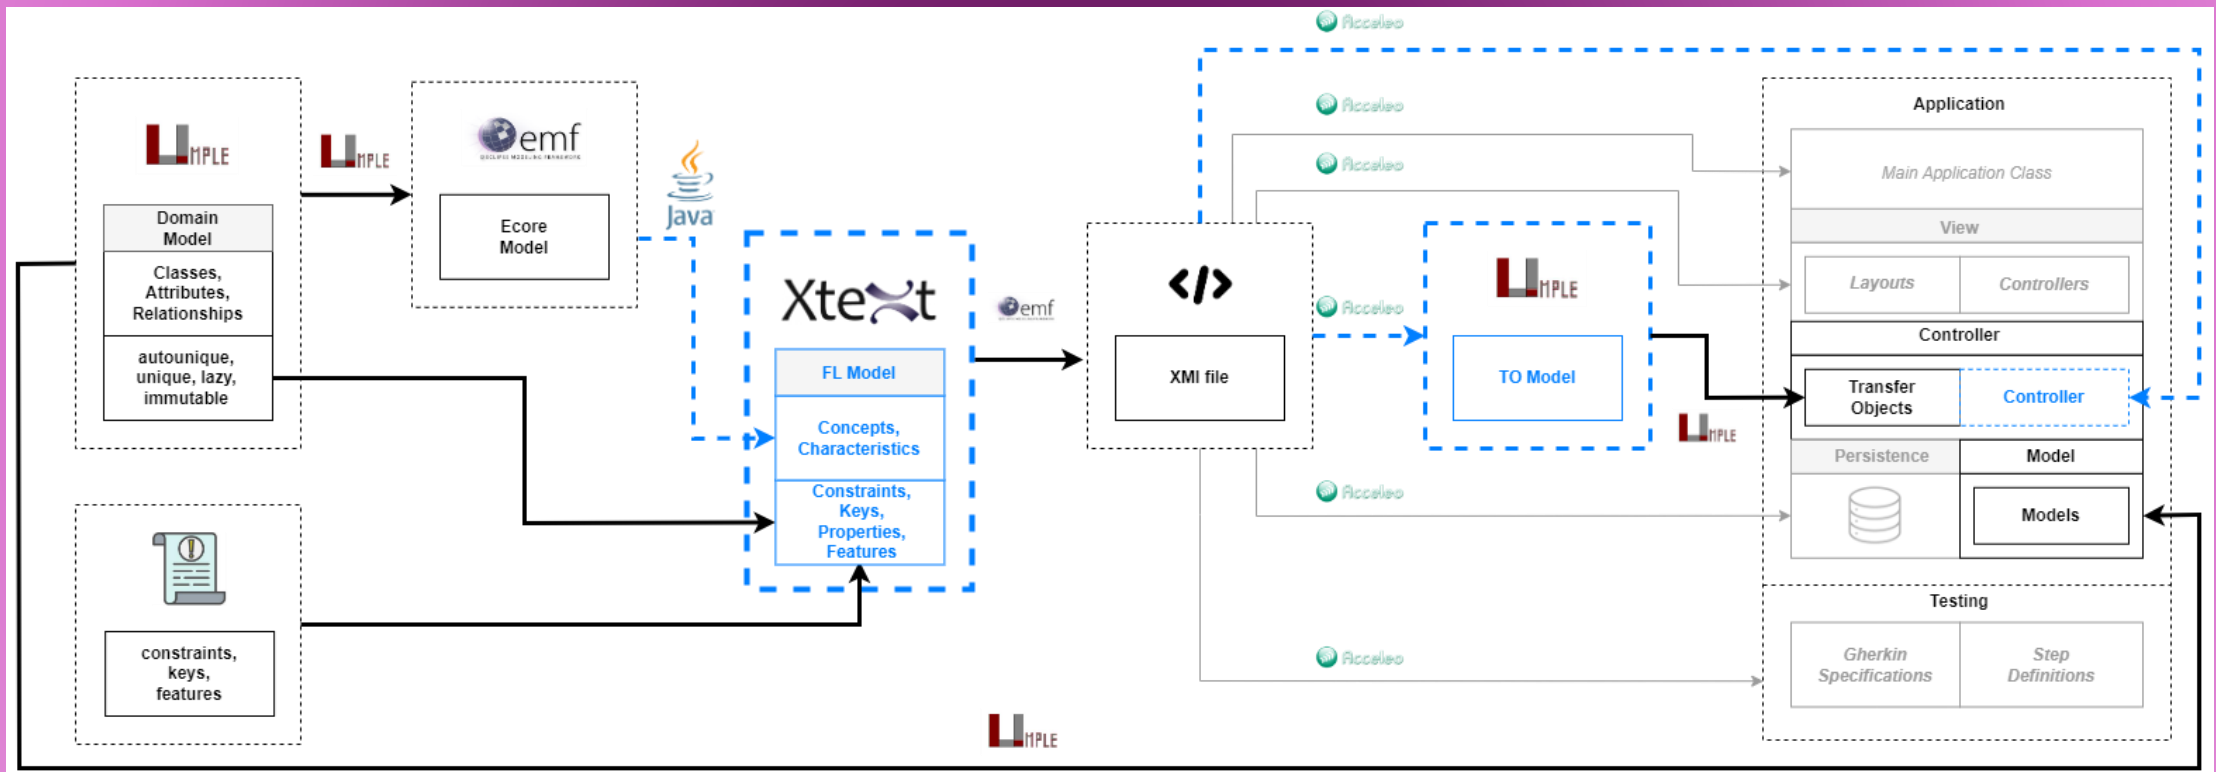 Acceleo
UMPLE
Domain
Model
Classes,
Attributes,
Relationships
autounique,
unique, lazy,
immutable
UMPLE
emf
Ecore
Model
Java
constraints,
keys,
features
Xtext
FL Model
Concepts,
Characteristics
Constraints,
Keys,
Properties,
Features
emf
</>
XMI file
Acceleo
Acceleo
Acceleo
Acceleo
Acceleo
UMPLE
TO Model
UMPLE
UMPLE
Application
Main Application Class
View
Layouts
Controllers
Controller
Transfer
Objects
Controller
Persistence
Model
Models
Testing
Gherkin
Specifications
Step
Definitions